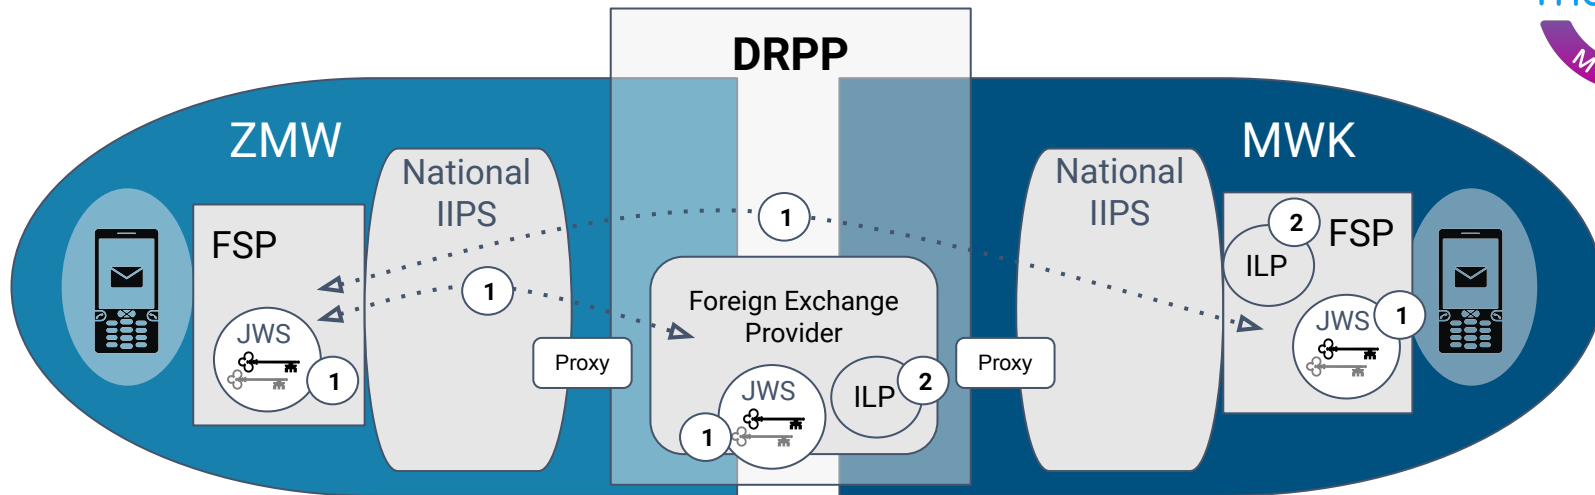 DRPP
ZMW
MWK
National
IIPS
National
IIPS
1
2
FSP
FSP
ILP
1
Foreign Exchange
Provider
JWS
JWS
1
Proxy
Proxy
1
2
JWS
ILP
1